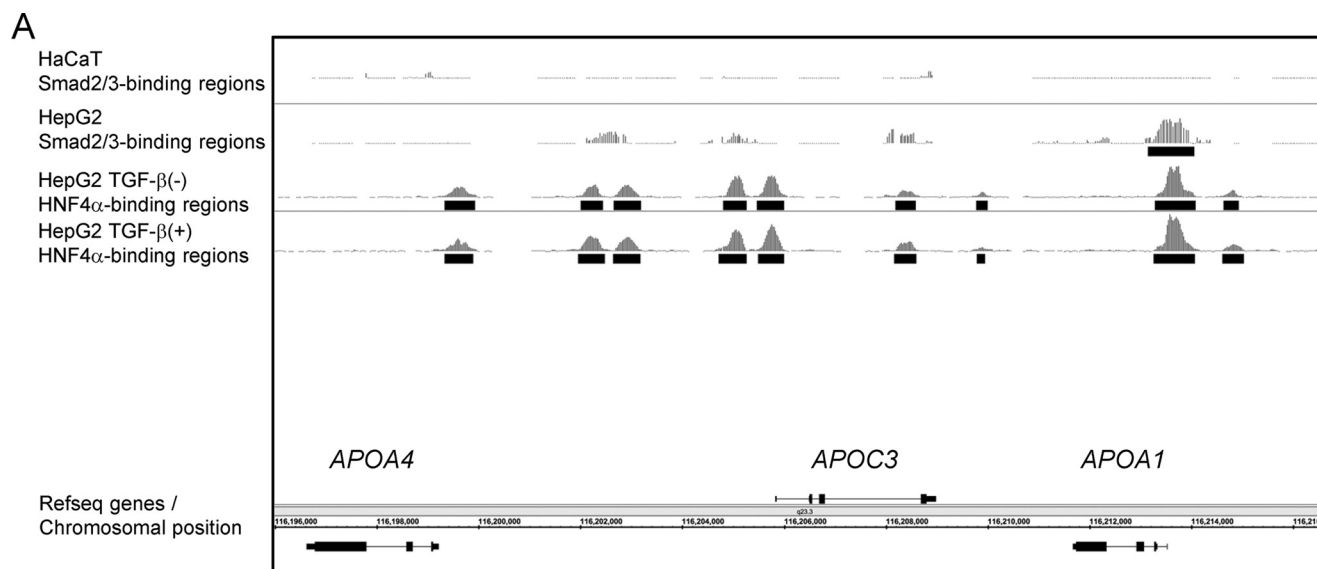 A
HaCaT
Smad2/3-binding regions
HepG2
Smad2/3-binding regions
HepG2 TGF-β(-)
HNF4α-binding regions
HepG2 TGF-β(+)
HNF4α-binding regions
APOA4 APOC3 APOA1
Refseq genes /
Chromosomal position
q23.3
116,196,000 116,198,000 116,200,000 116,202,000 116,204,000 116,206,000 116,208,000 116,210,000 116,212,000 116,214,000